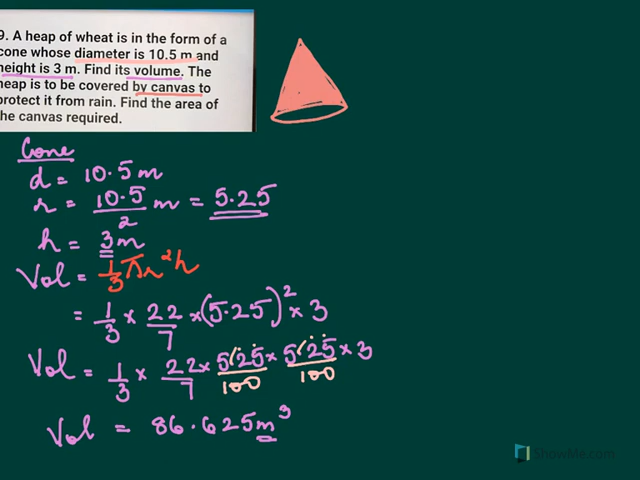 9. A heap of wheat is in the form of a
cone whose diameter is 10.5 m and
height is 3 m. Find its volume. The
heap is to be covered by canvas to
protect it from rain. Find the area of
the canvas required.
Cone
d = 10.5 m
r = 10.5/2 m = 5.25
h = 3 m
Vol = 1/3 πr²h
= 1/3 × 22/7 × (5.25)² × 3
Vol = 1/3 × 22/7 × 525/100 × 525/100 × 3
Vol = 86.625 m³
ShowMe.com